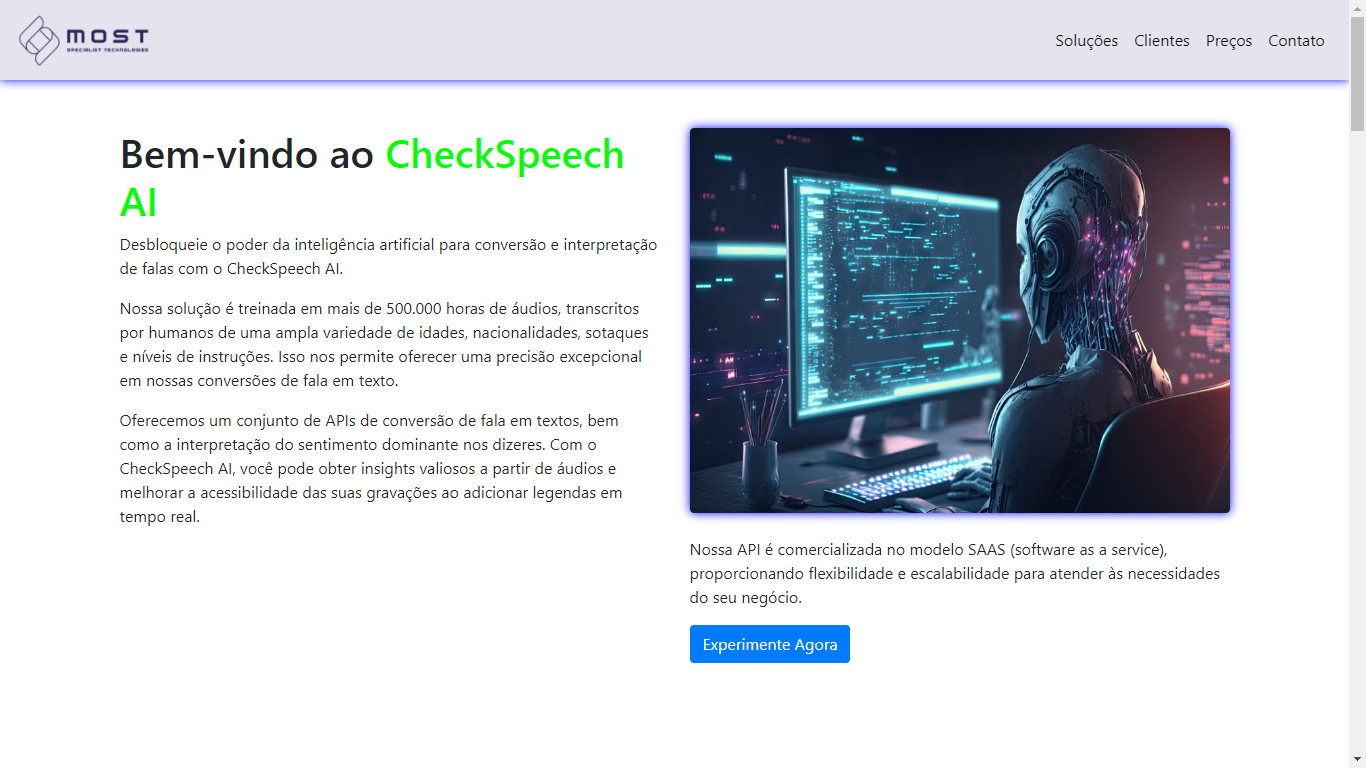 MOST
SPECIALIST TECHNOLOGIES
Soluções Clientes Preços Contato
Bem-vindo ao CheckSpeech
AI
Desbloqueie o poder da inteligência artificial para conversão e interpretação
de falas com o CheckSpeech AI.
Nossa solução é treinada em mais de 500.000 horas de áudios, transcritos
por humanos de uma ampla variedade de idades, nacionalidades, sotaques
e níveis de instruções. Isso nos permite oferecer uma precisão excepcional
em nossas conversões de fala em texto.
Oferecemos um conjunto de APIs de conversão de fala em textos, bem
como a interpretação do sentimento dominante nos dizeres. Com o
CheckSpeech AI, você pode obter insights valiosos a partir de áudios e
melhorar a acessibilidade das suas gravações ao adicionar legendas em
tempo real.
Nossa API é comercializada no modelo SAAS (software as a service),
proporcionando flexibilidade e escalabilidade para atender às necessidades
do seu negócio.
Experimente Agora